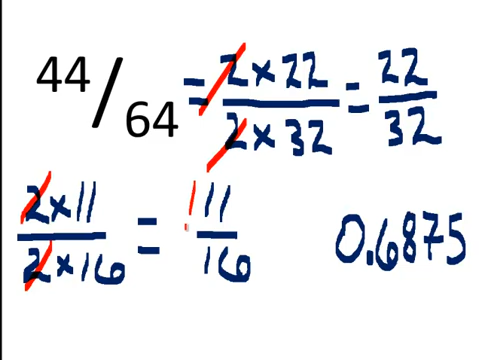 44/64 = 2 × 22 / 2 × 32 = 22/32
2 × 11 / 2 × 16 = 11/16 0.6875